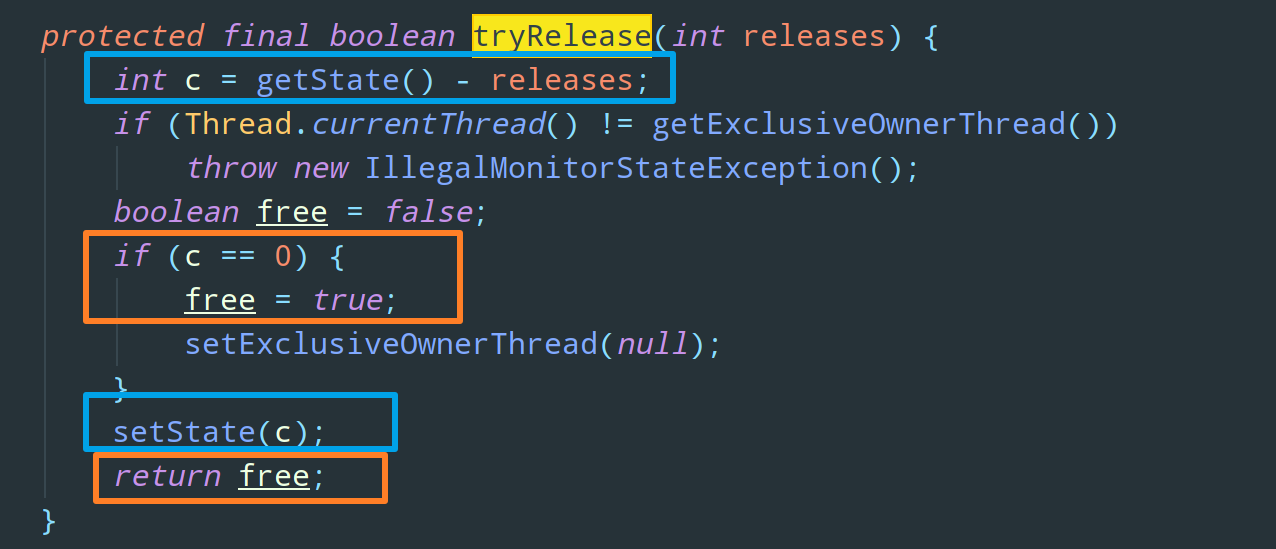 protected final boolean tryRelease(int releases) {
    int c = getState() - releases;
    if (Thread.currentThread() != getExclusiveOwnerThread())
        throw new IllegalMonitorStateException();
    boolean free = false;
    if (c == 0) {
        free = true;
        setExclusiveOwnerThread(null);
    }
    setState(c);
    return free;
}